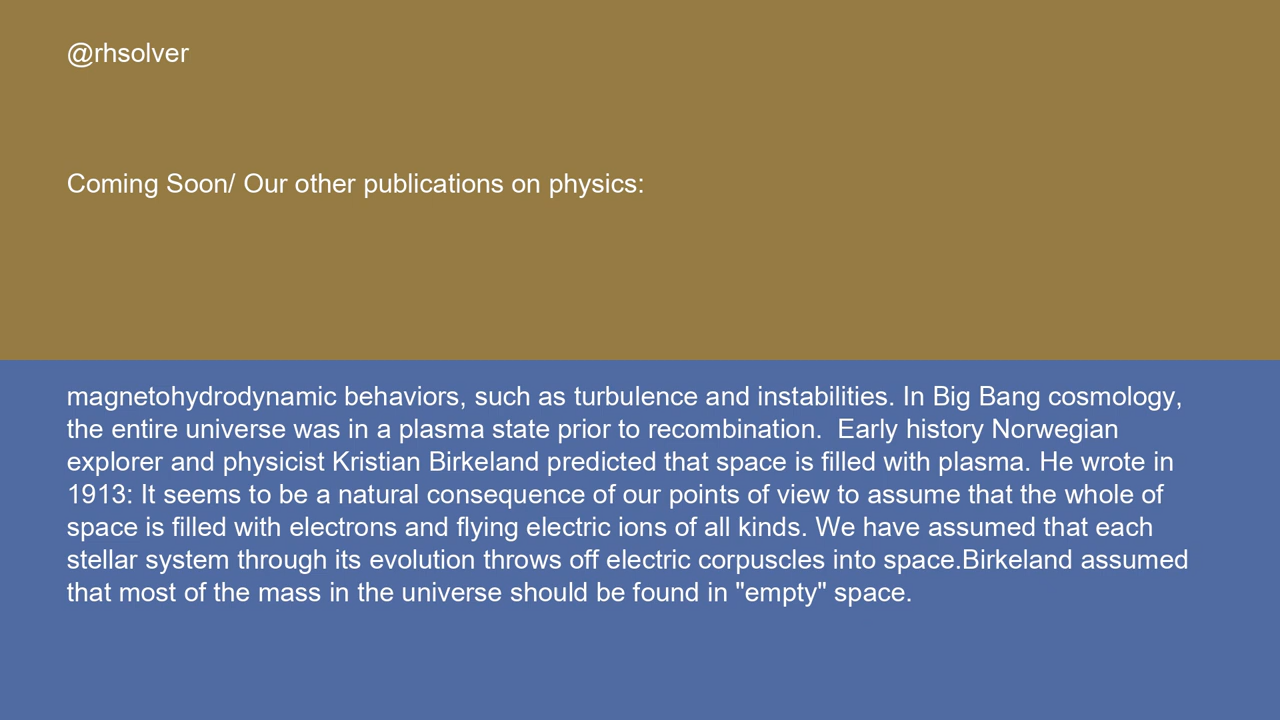 @rhsolver
Coming Soon/ Our other publications on physics:
magnetohydrodynamic behaviors, such as turbulence and instabilities. In Big Bang cosmology,
the entire universe was in a plasma state prior to recombination.  Early history Norwegian
explorer and physicist Kristian Birkeland predicted that space is filled with plasma. He wrote in
1913: It seems to be a natural consequence of our points of view to assume that the whole of
space is filled with electrons and flying electric ions of all kinds. We have assumed that each
stellar system through its evolution throws off electric corpuscles into space.Birkeland assumed
that most of the mass in the universe should be found in "empty" space.